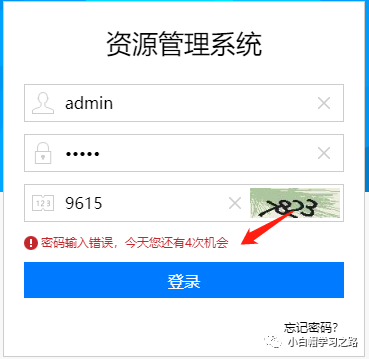 资源管理系统
admin
•••••
9615
7823
密码输入错误，今天您还有4次机会
登录
忘记密码?
小白帽学习之路